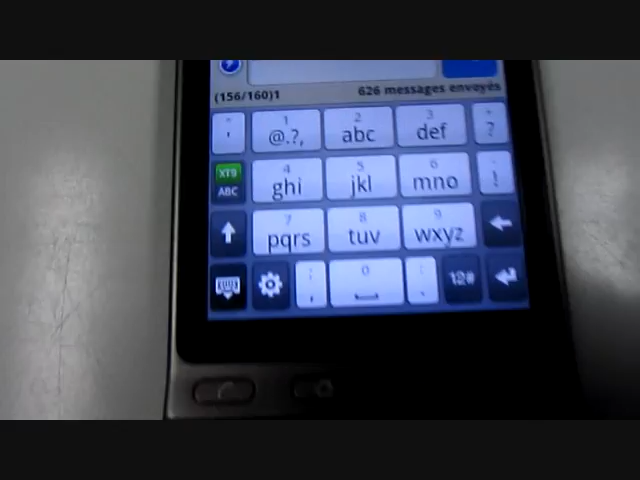 (156/160)1 626 messages envoyés
" 1 2 3
' @.?, abc def ?
XT9 4 5 6
ABC ghi jkl mno !
7 8 9
pqrs tuv wxyz
; 0 :
, . 12#